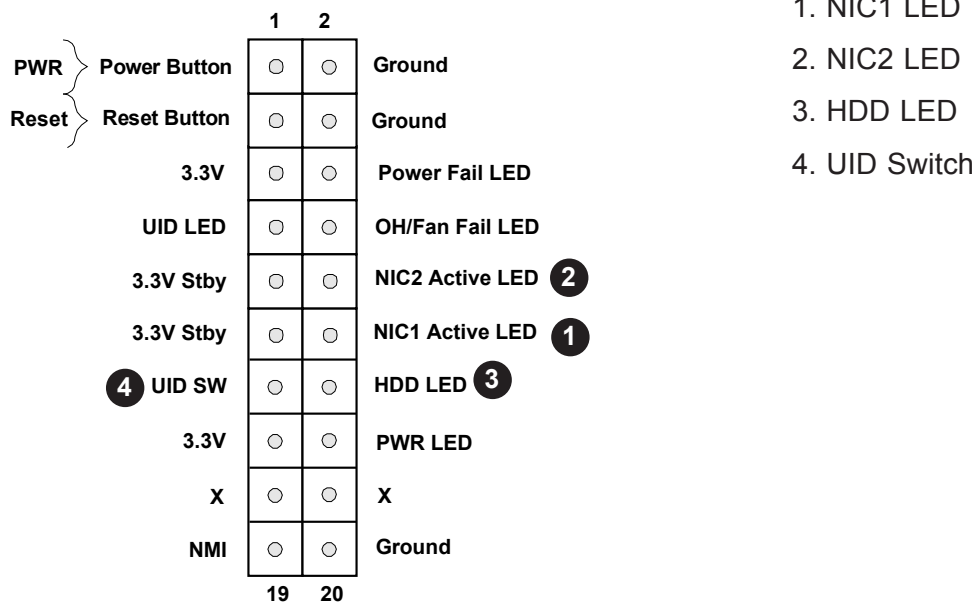 1 2
PWR Power Button Ground
Reset Reset Button Ground
3.3V Power Fail LED
UID LED OH/Fan Fail LED
3.3V Stby NIC2 Active LED 2
3.3V Stby NIC1 Active LED 1
4 UID SW HDD LED 3
3.3V PWR LED
X X
NMI Ground
19 20
1. NIC1 LED
2. NIC2 LED
3. HDD LED
4. UID Switch